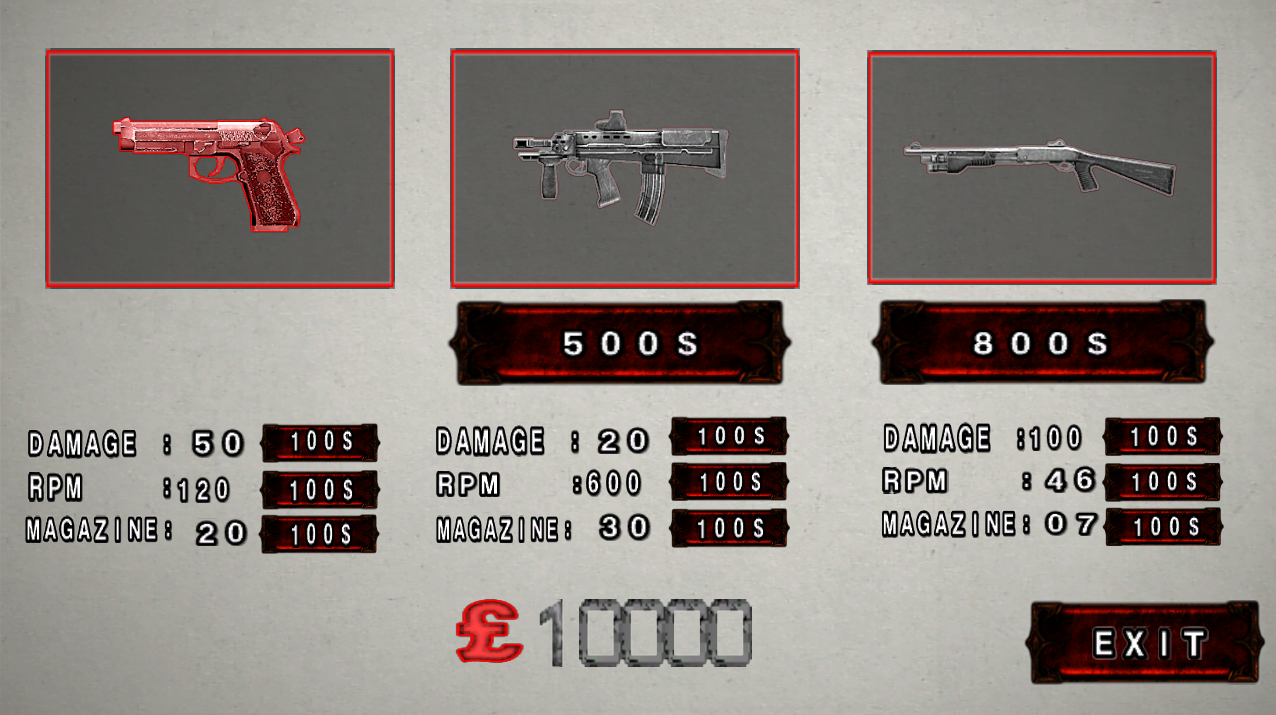 500S 800S
DAMAGE : 50 100S DAMAGE : 20 100S DAMAGE :100 100S
RPM :120 100S RPM :600 100S RPM : 46 100S
MAGAZINE: 20 100S MAGAZINE: 30 100S MAGAZINE: 07 100S
£10000
EXIT